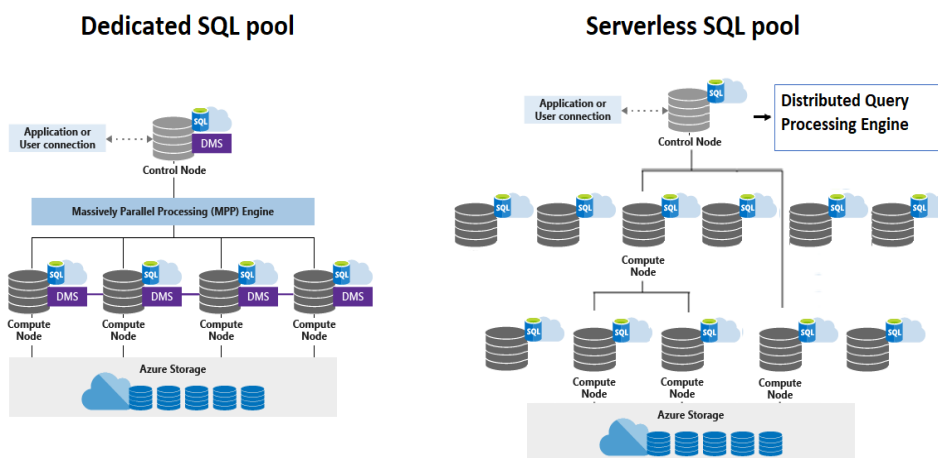 Dedicated SQL pool
Application or
User connection
SQL
DMS
Control Node
Massively Parallel Processing (MPP) Engine
SQL
SQL
SQL
SQL
DMS
DMS
DMS
DMS
Compute
Node
Compute
Node
Compute
Node
Compute
Node
Azure Storage
Serverless SQL pool
Application or
User connection
SQL
Control Node
Distributed Query
Processing Engine
SQL
SQL
SQL
SQL
SQL
SQL
Compute
Node
SQL
SQL
SQL
SQL
SQL
Compute
Node
Compute
Node
Compute
Node
Azure Storage